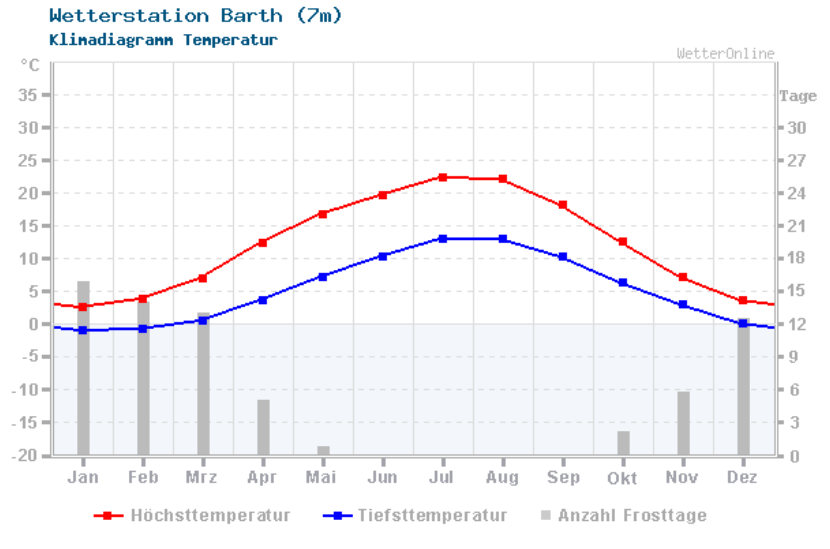 Wetterstation Barth (7m)
Klimadiagramm Temperatur
WetterOnline
°C
Tage
35
30 30
25 27
20 24
15 21
10 18
5 15
0 12
-5 9
-10 6
-15 3
-20 0
Jan Feb Mrz Apr Mai Jun Jul Aug Sep Okt Nov Dez
Höchsttemperatur Tiefsttemperatur Anzahl Frosttage